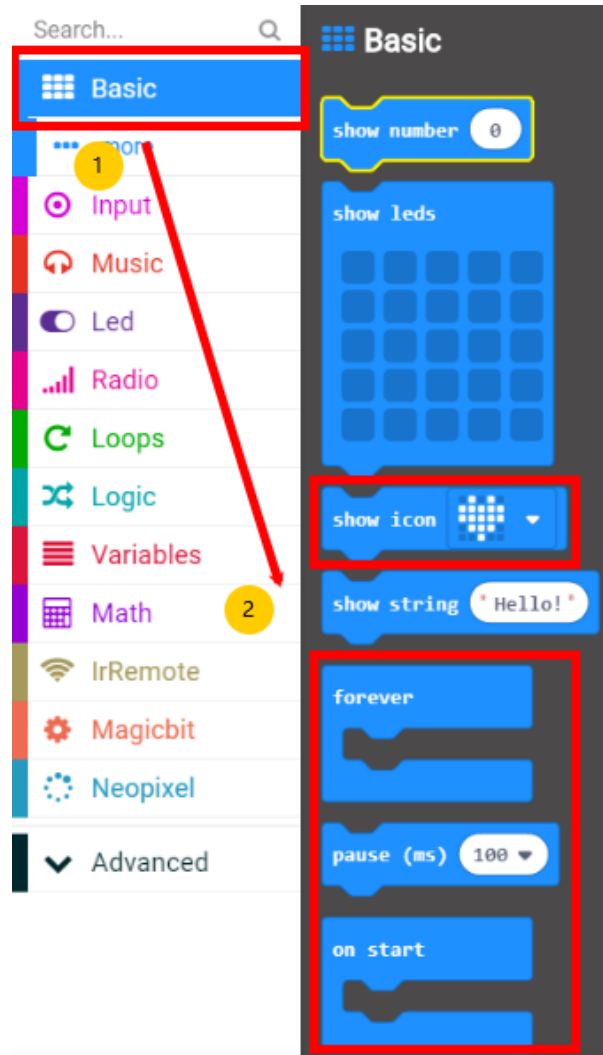 Search...
Basic
more
1
Input
Music
Led
Radio
Loops
Logic
Variables
Math
2
IrRemote
Magicbit
Neopixel
Advanced
Basic
show number 0
show leds
show icon
show string "Hello!"
forever
pause (ms) 100
on start